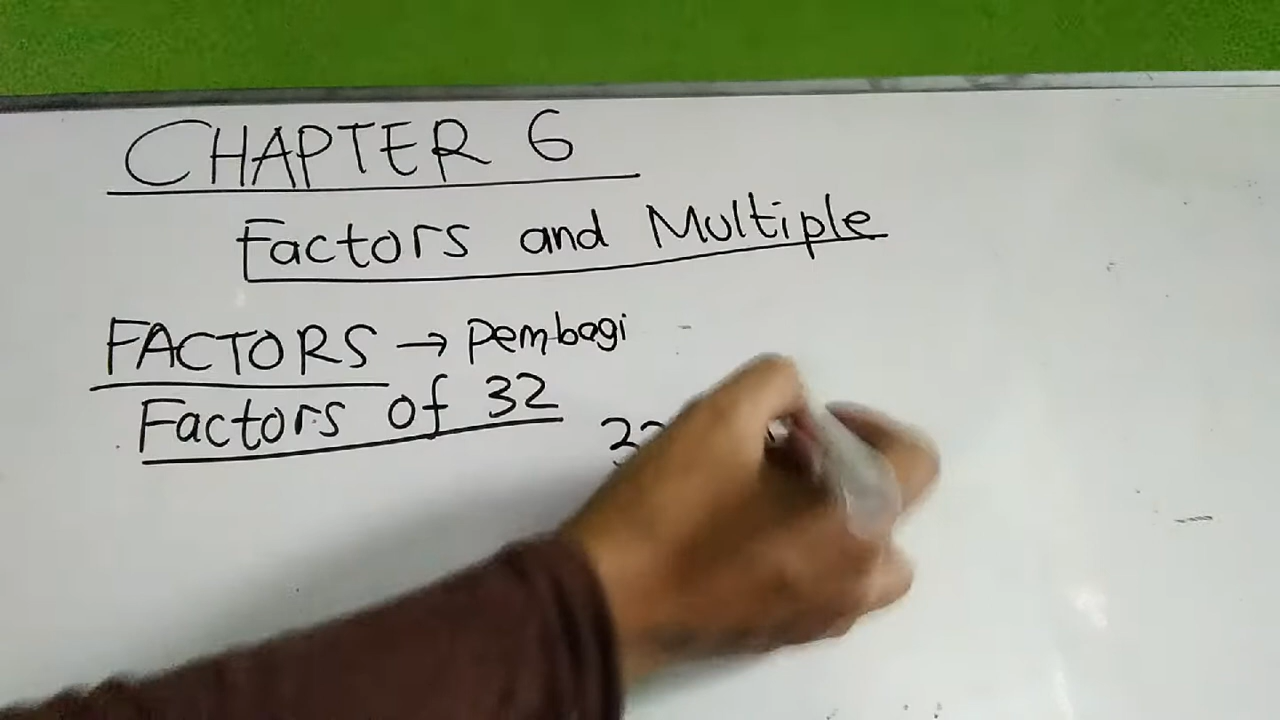 CHAPTER 6
Factors and Multiple
FACTORS → Pembagi
Factors of 32